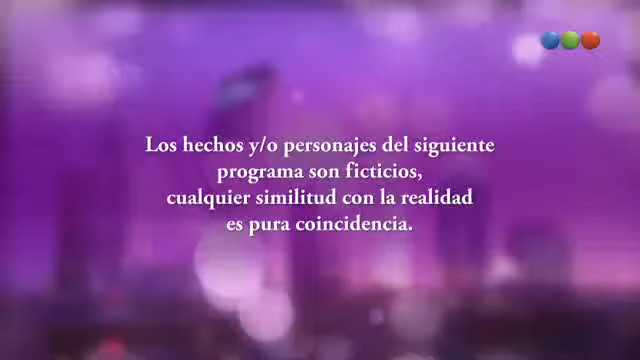 Los hechos y/o personajes del siguiente
programa son ficticios,
cualquier similitud con la realidad
es pura coincidencia.